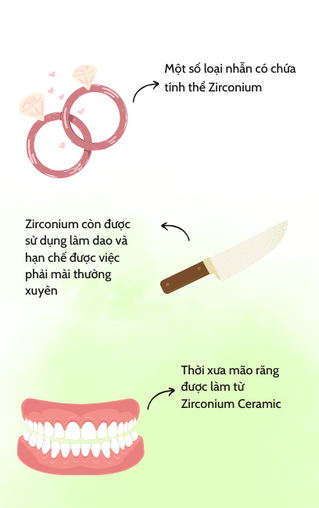 Một số loại nhẫn có chứa
tính thể Zirconium
Zirconium còn được
sử dụng làm dao và
hạn chế được việc
phải mài thường
xuyên
Thời xưa mão răng
được làm từ
Zirconium Ceramic